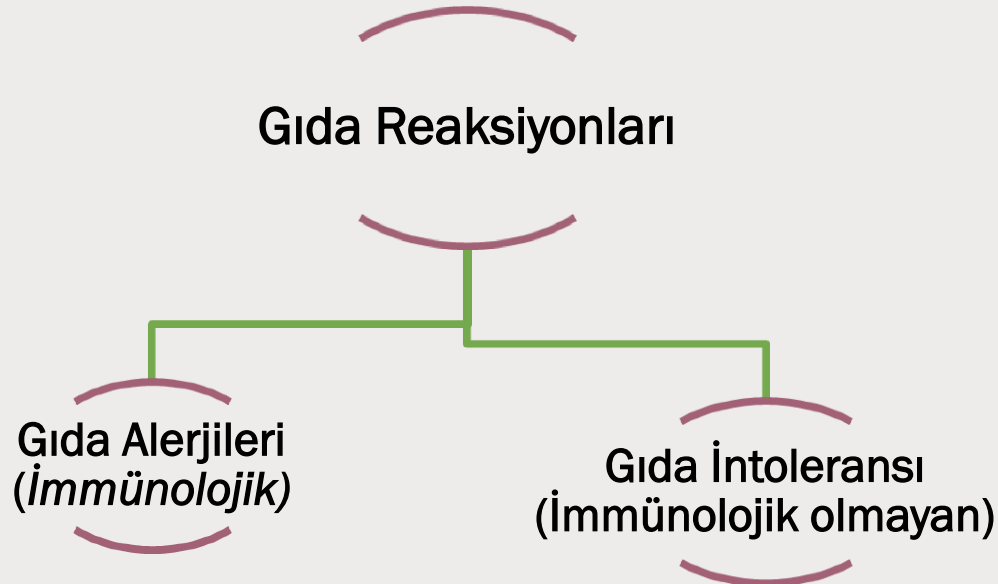 Gıda Reaksiyonları
Gıda Alerjileri
(İmmünolojik)
Gıda İntoleransı
(İmmünolojik olmayan)